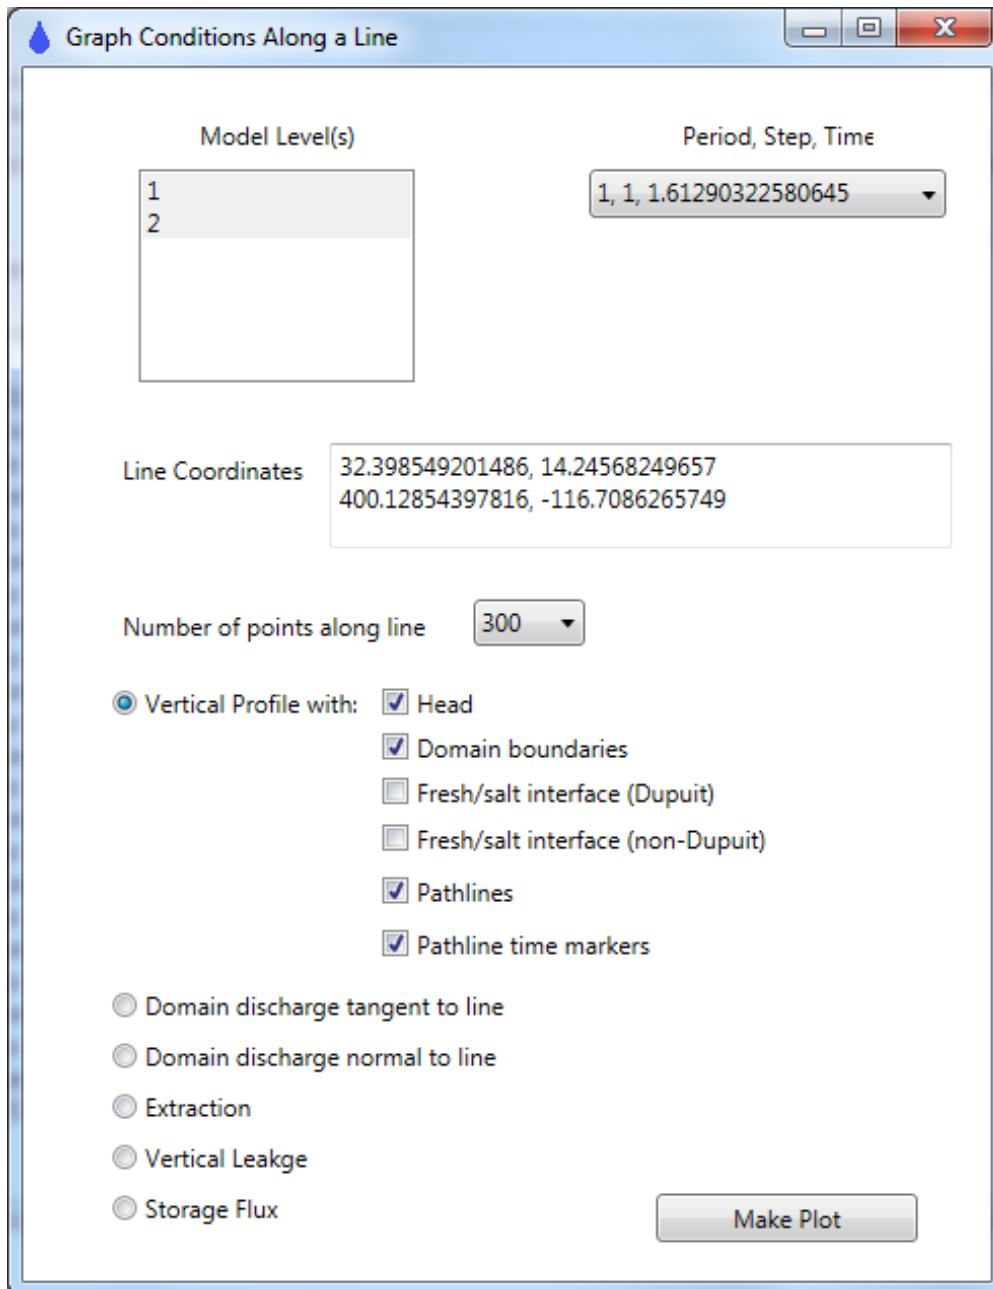 Graph Conditions Along a Line
Model Level(s)
Period, Step, Time
1
2
1, 1, 1.61290322580645
Line Coordinates
32.398549201486, 14.24568249657
400.12854397816, -116.7086265749
Number of points along line
300
Vertical Profile with:
Head
Domain boundaries
Fresh/salt interface (Dupuit)
Fresh/salt interface (non-Dupuit)
Pathlines
Pathline time markers
Domain discharge tangent to line
Domain discharge normal to line
Extraction
Vertical Leakge
Storage Flux
Make Plot